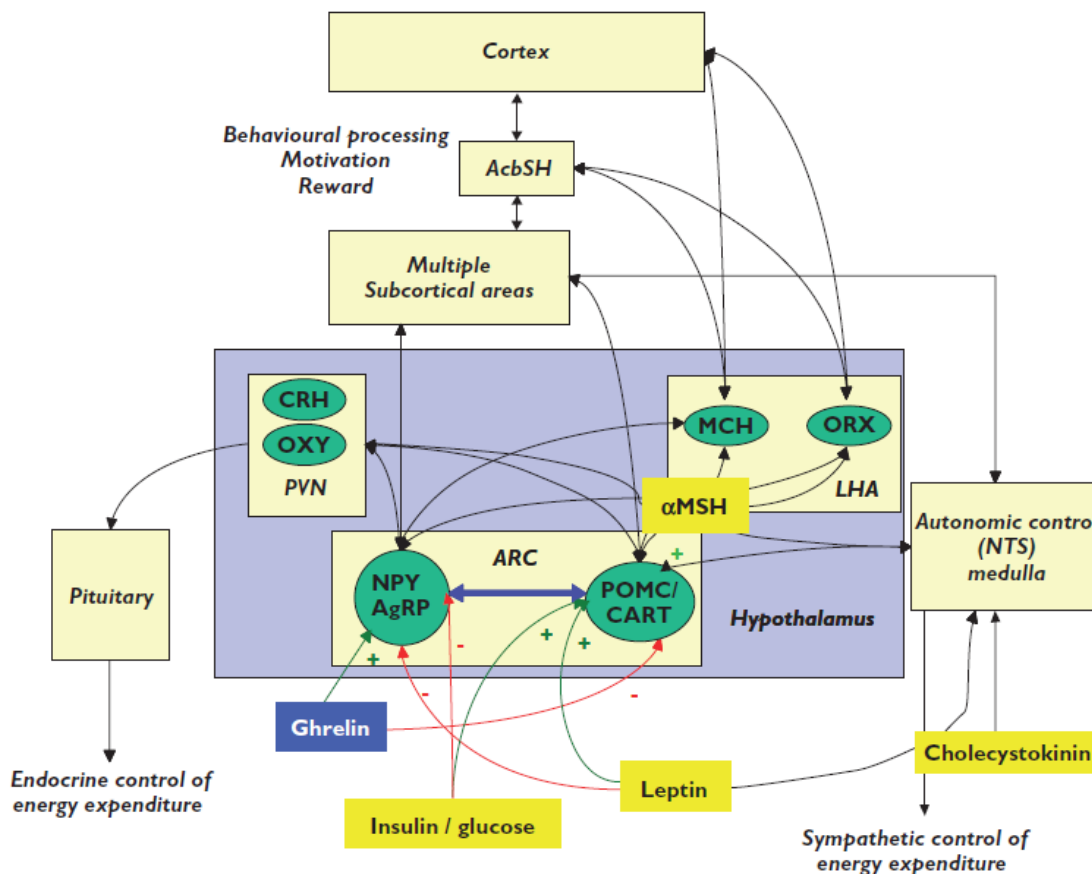 Cortex
Behavioural processing
Motivation
Reward
AcbSH
Multiple
Subcortical areas
CRH
OXY
PVN
MCH
ORX
LHA
αMSH
Autonomic control
(NTS)
medulla
Pituitary
ARC
NPY
AgRP
POMC/
CART
+
Hypothalamus
+
-
+
+
-
-
Ghrelin
Cholecystokinin
Endocrine control of
energy expenditure
Leptin
Insulin / glucose
Sympathetic control of
energy expenditure